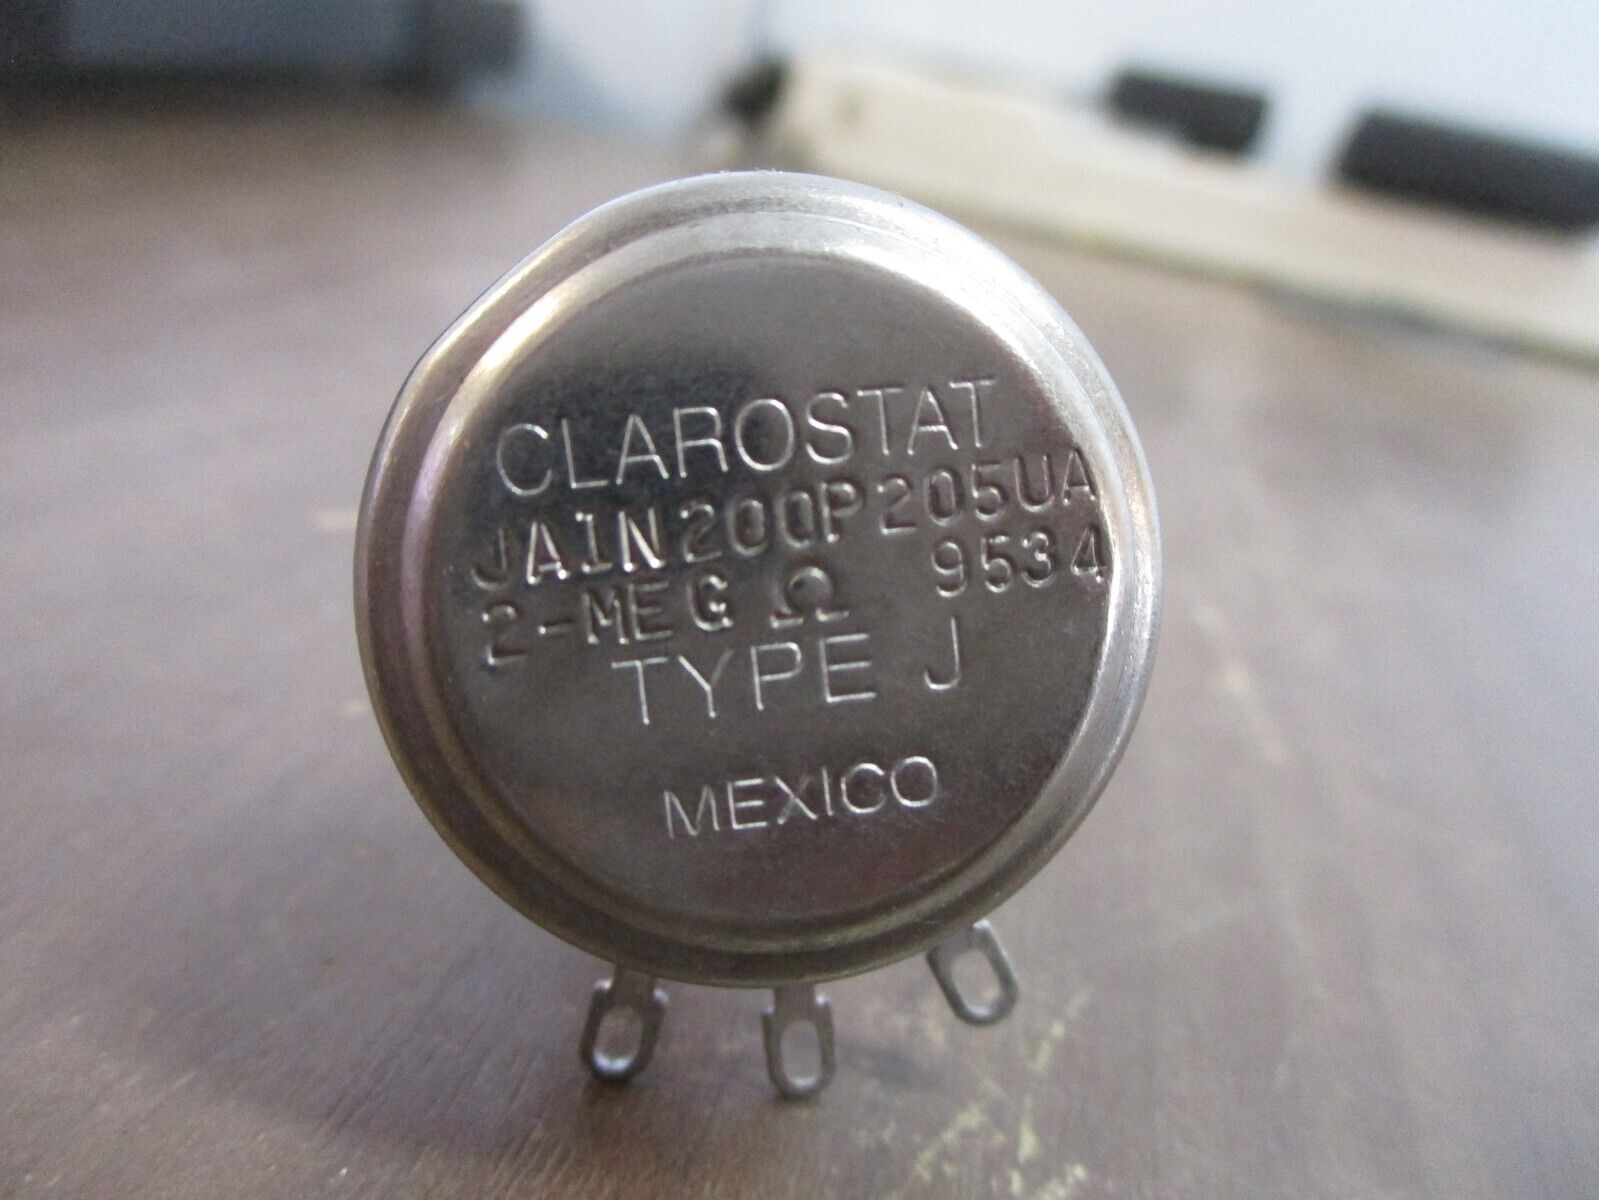 CLAROSTAT
JA1N200P205UA
2-MEG Ω 9534
TYPE J
MEXICO